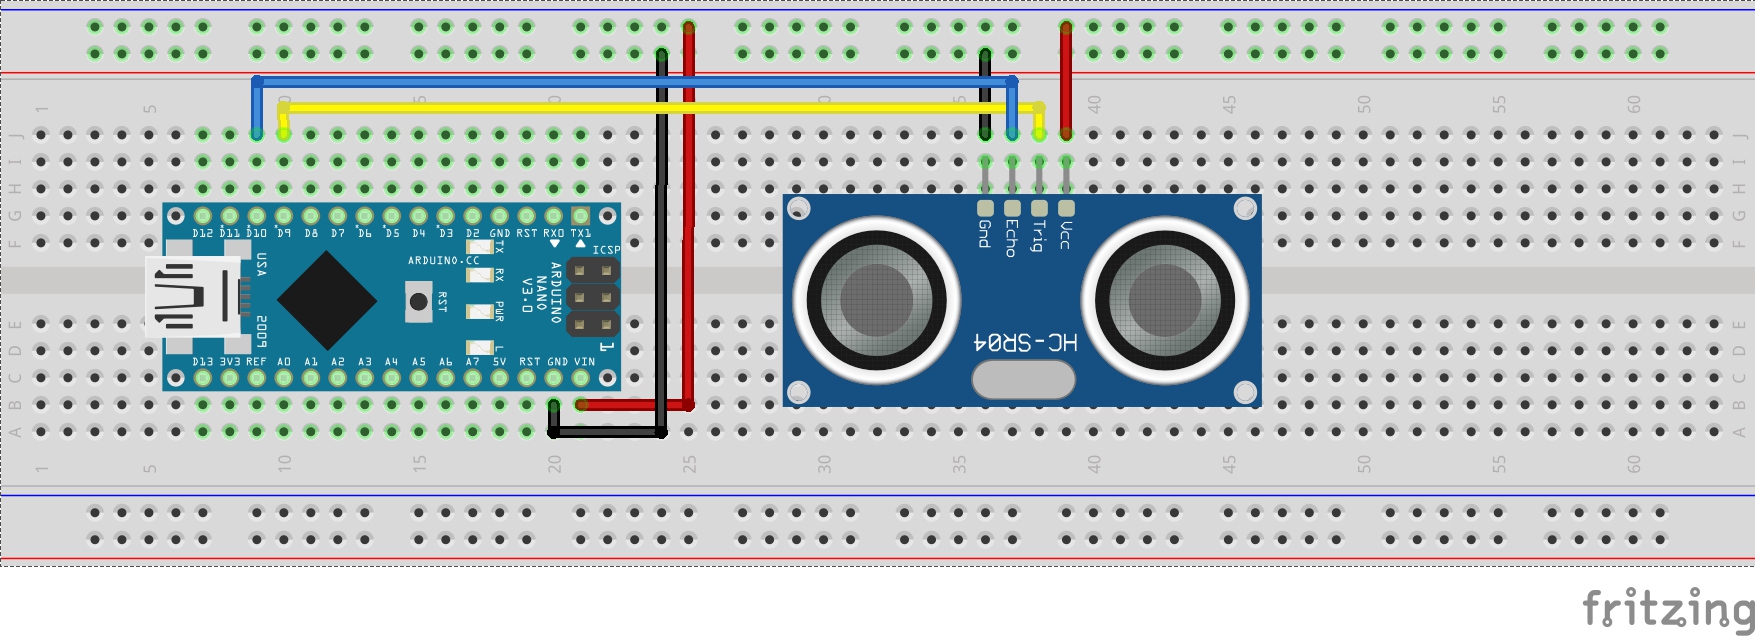 1 5 10 15 20 25 30 35 40 45 50 55 60
J J
I I
H H
G G
F F
D12 D11 D10 D9 D8 D7 D6 D5 D4 D3 D2 GND RST RX0 TX1
TX
ICSP
ARDUINO.CC
USA
RX
RST
ARDUINO
NANO
V3.0
PWR
2009
L
1
D13 3V3 REF A0 A1 A2 A3 A4 A5 A6 A7 5V RST GND VIN
Gnd Echo Trig Vcc
HC-SR04
E E
D D
C C
B B
A A
1 5 10 15 20 25 30 35 40 45 50 55 60
fritzing